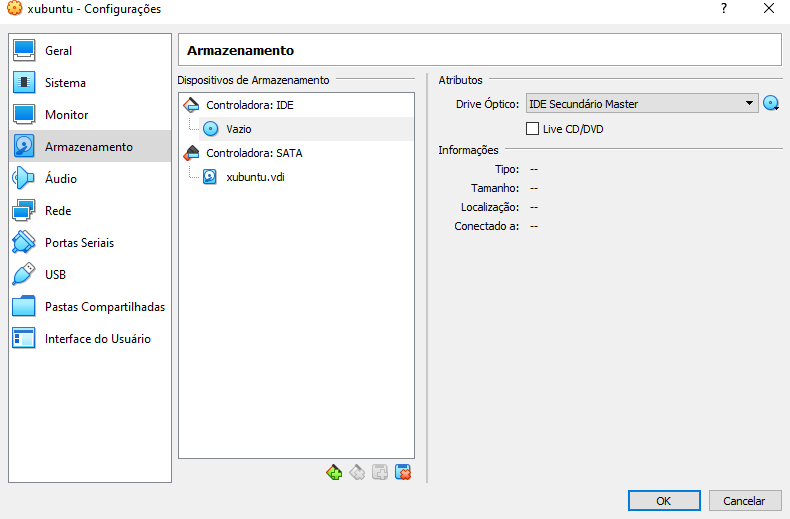 xubuntu - Configurações
?
Geral
Sistema
Monitor
Armazenamento
Áudio
Rede
Portas Seriais
USB
Pastas Compartilhadas
Interface do Usuário
Armazenamento
Dispositivos de Armazenamento
Controladora: IDE
Vazio
Controladora: SATA
xubuntu.vdi
Atributos
Drive Óptico: IDE Secundário Master
Live CD/DVD
Informações
Tipo: --
Tamanho: --
Localização: --
Conectado a: --
OK
Cancelar